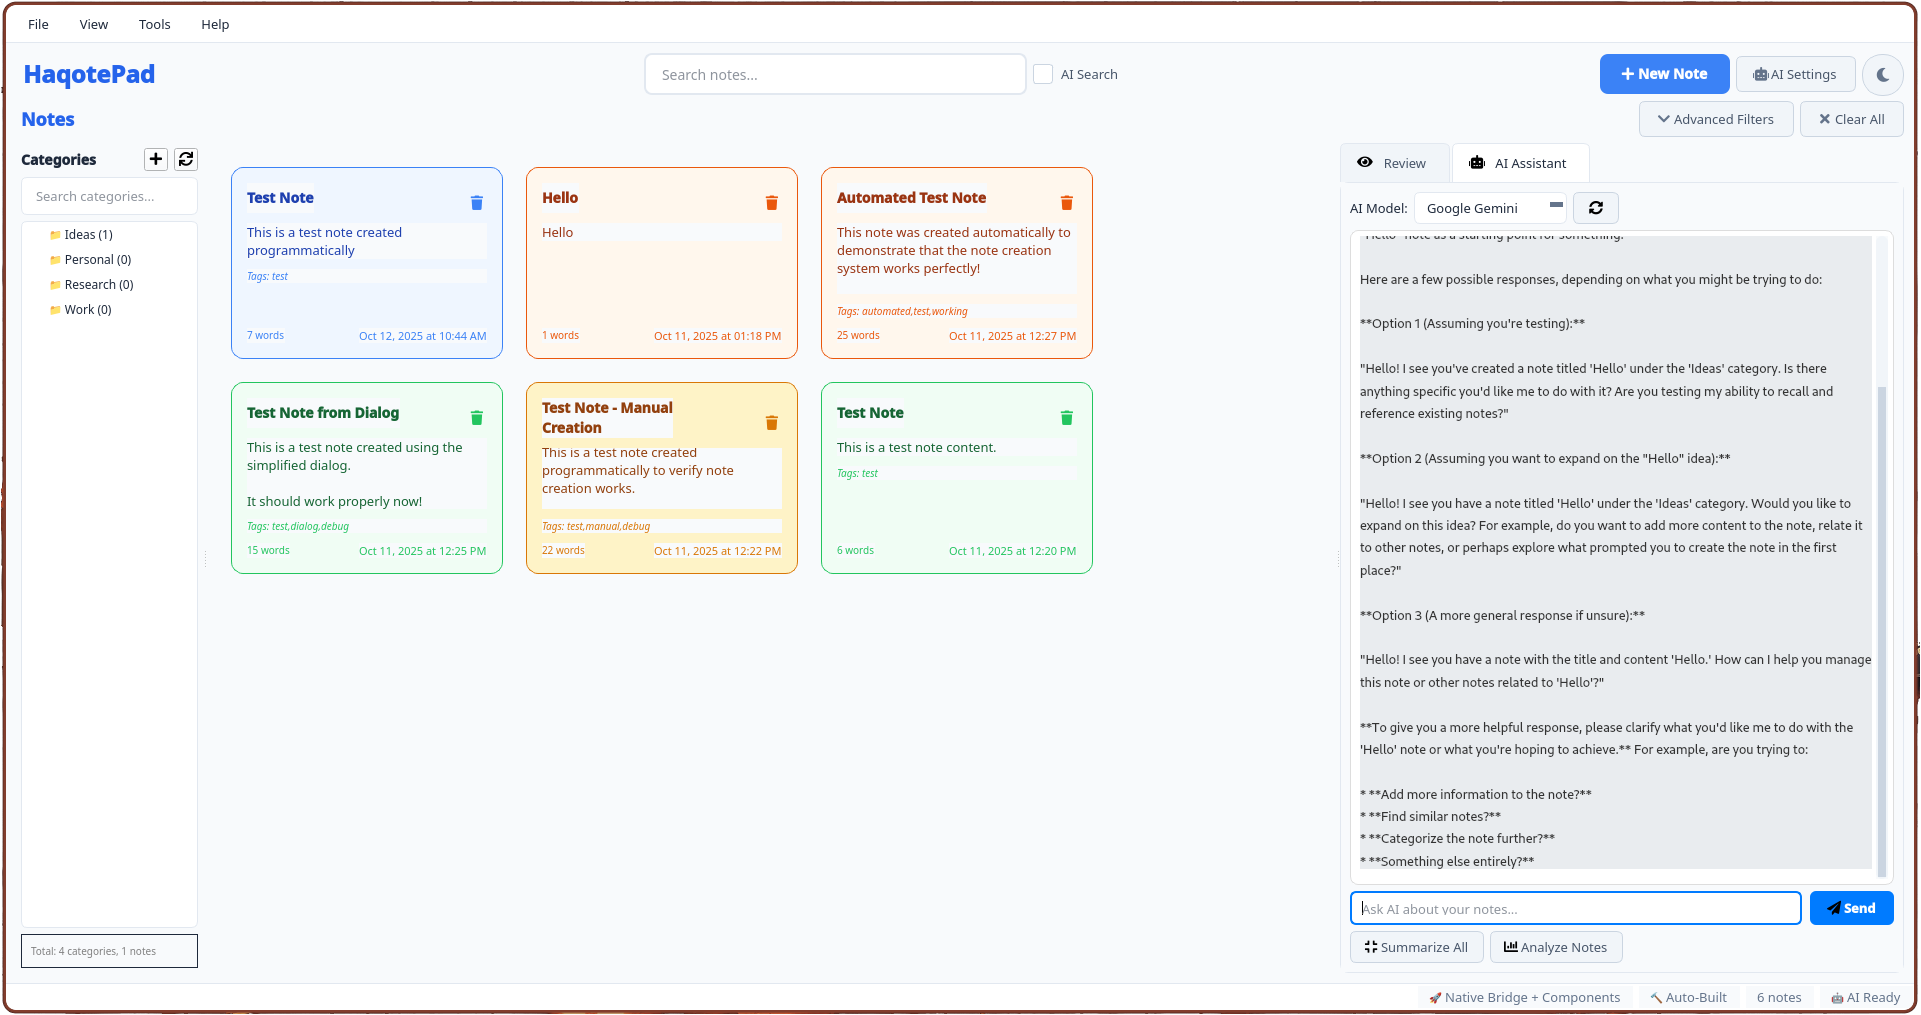 File View Tools Help
HaqotePad
Search notes...
AI Search
New Note
AI Settings
Notes
Advanced Filters
Clear All
Categories
Search categories...
Ideas (1)
Personal (0)
Research (0)
Work (0)
Total: 4 categories, 1 notes
Test Note
This is a test note created
programmatically
Tags: test
7 words Oct 12, 2025 at 10:44 AM
Hello
Hello
1 words Oct 11, 2025 at 01:18 PM
Automated Test Note
This note was created automatically to
demonstrate that the note creation
system works perfectly!
Tags: automated,test,working
25 words Oct 11, 2025 at 12:27 PM
Test Note from Dialog
This is a test note created using the
simplified dialog.
It should work properly now!
Tags: test,dialog,debug
15 words Oct 11, 2025 at 12:25 PM
Test Note - Manual
Creation
This is a test note created
programmatically to verify note
creation works.
Tags: test,manual,debug
22 words Oct 11, 2025 at 12:22 PM
Test Note
This is a test note content.
Tags: test
6 words Oct 11, 2025 at 12:20 PM
Review
AI Assistant
AI Model: Google Gemini
"Hello" note as a starting point for something.
Here are a few possible responses, depending on what you might be trying to do:
**Option 1 (Assuming you're testing):**
"Hello! I see you've created a note titled 'Hello' under the 'Ideas' category. Is there
anything specific you'd like me to do with it? Are you testing my ability to recall and
reference existing notes?"
**Option 2 (Assuming you want to expand on the "Hello" idea):**
"Hello! I see you have a note titled 'Hello' under the 'Ideas' category. Would you like to
expand on this idea? For example, do you want to add more content to the note, relate it
to other notes, or perhaps explore what prompted you to create the note in the first
place?"
**Option 3 (A more general response if unsure):**
"Hello! I see you have a note with the title and content 'Hello.' How can I help you manage
this note or other notes related to 'Hello'?"
**To give you a more helpful response, please clarify what you'd like me to do with the
'Hello' note or what you're hoping to achieve.** For example, are you trying to:
* **Add more information to the note?**
* **Find similar notes?**
* **Categorize the note further?**
* **Something else entirely?**
Ask AI about your notes...
Send
Summarize All
Analyze Notes
Native Bridge + Components
Auto-Built
6 notes
AI Ready